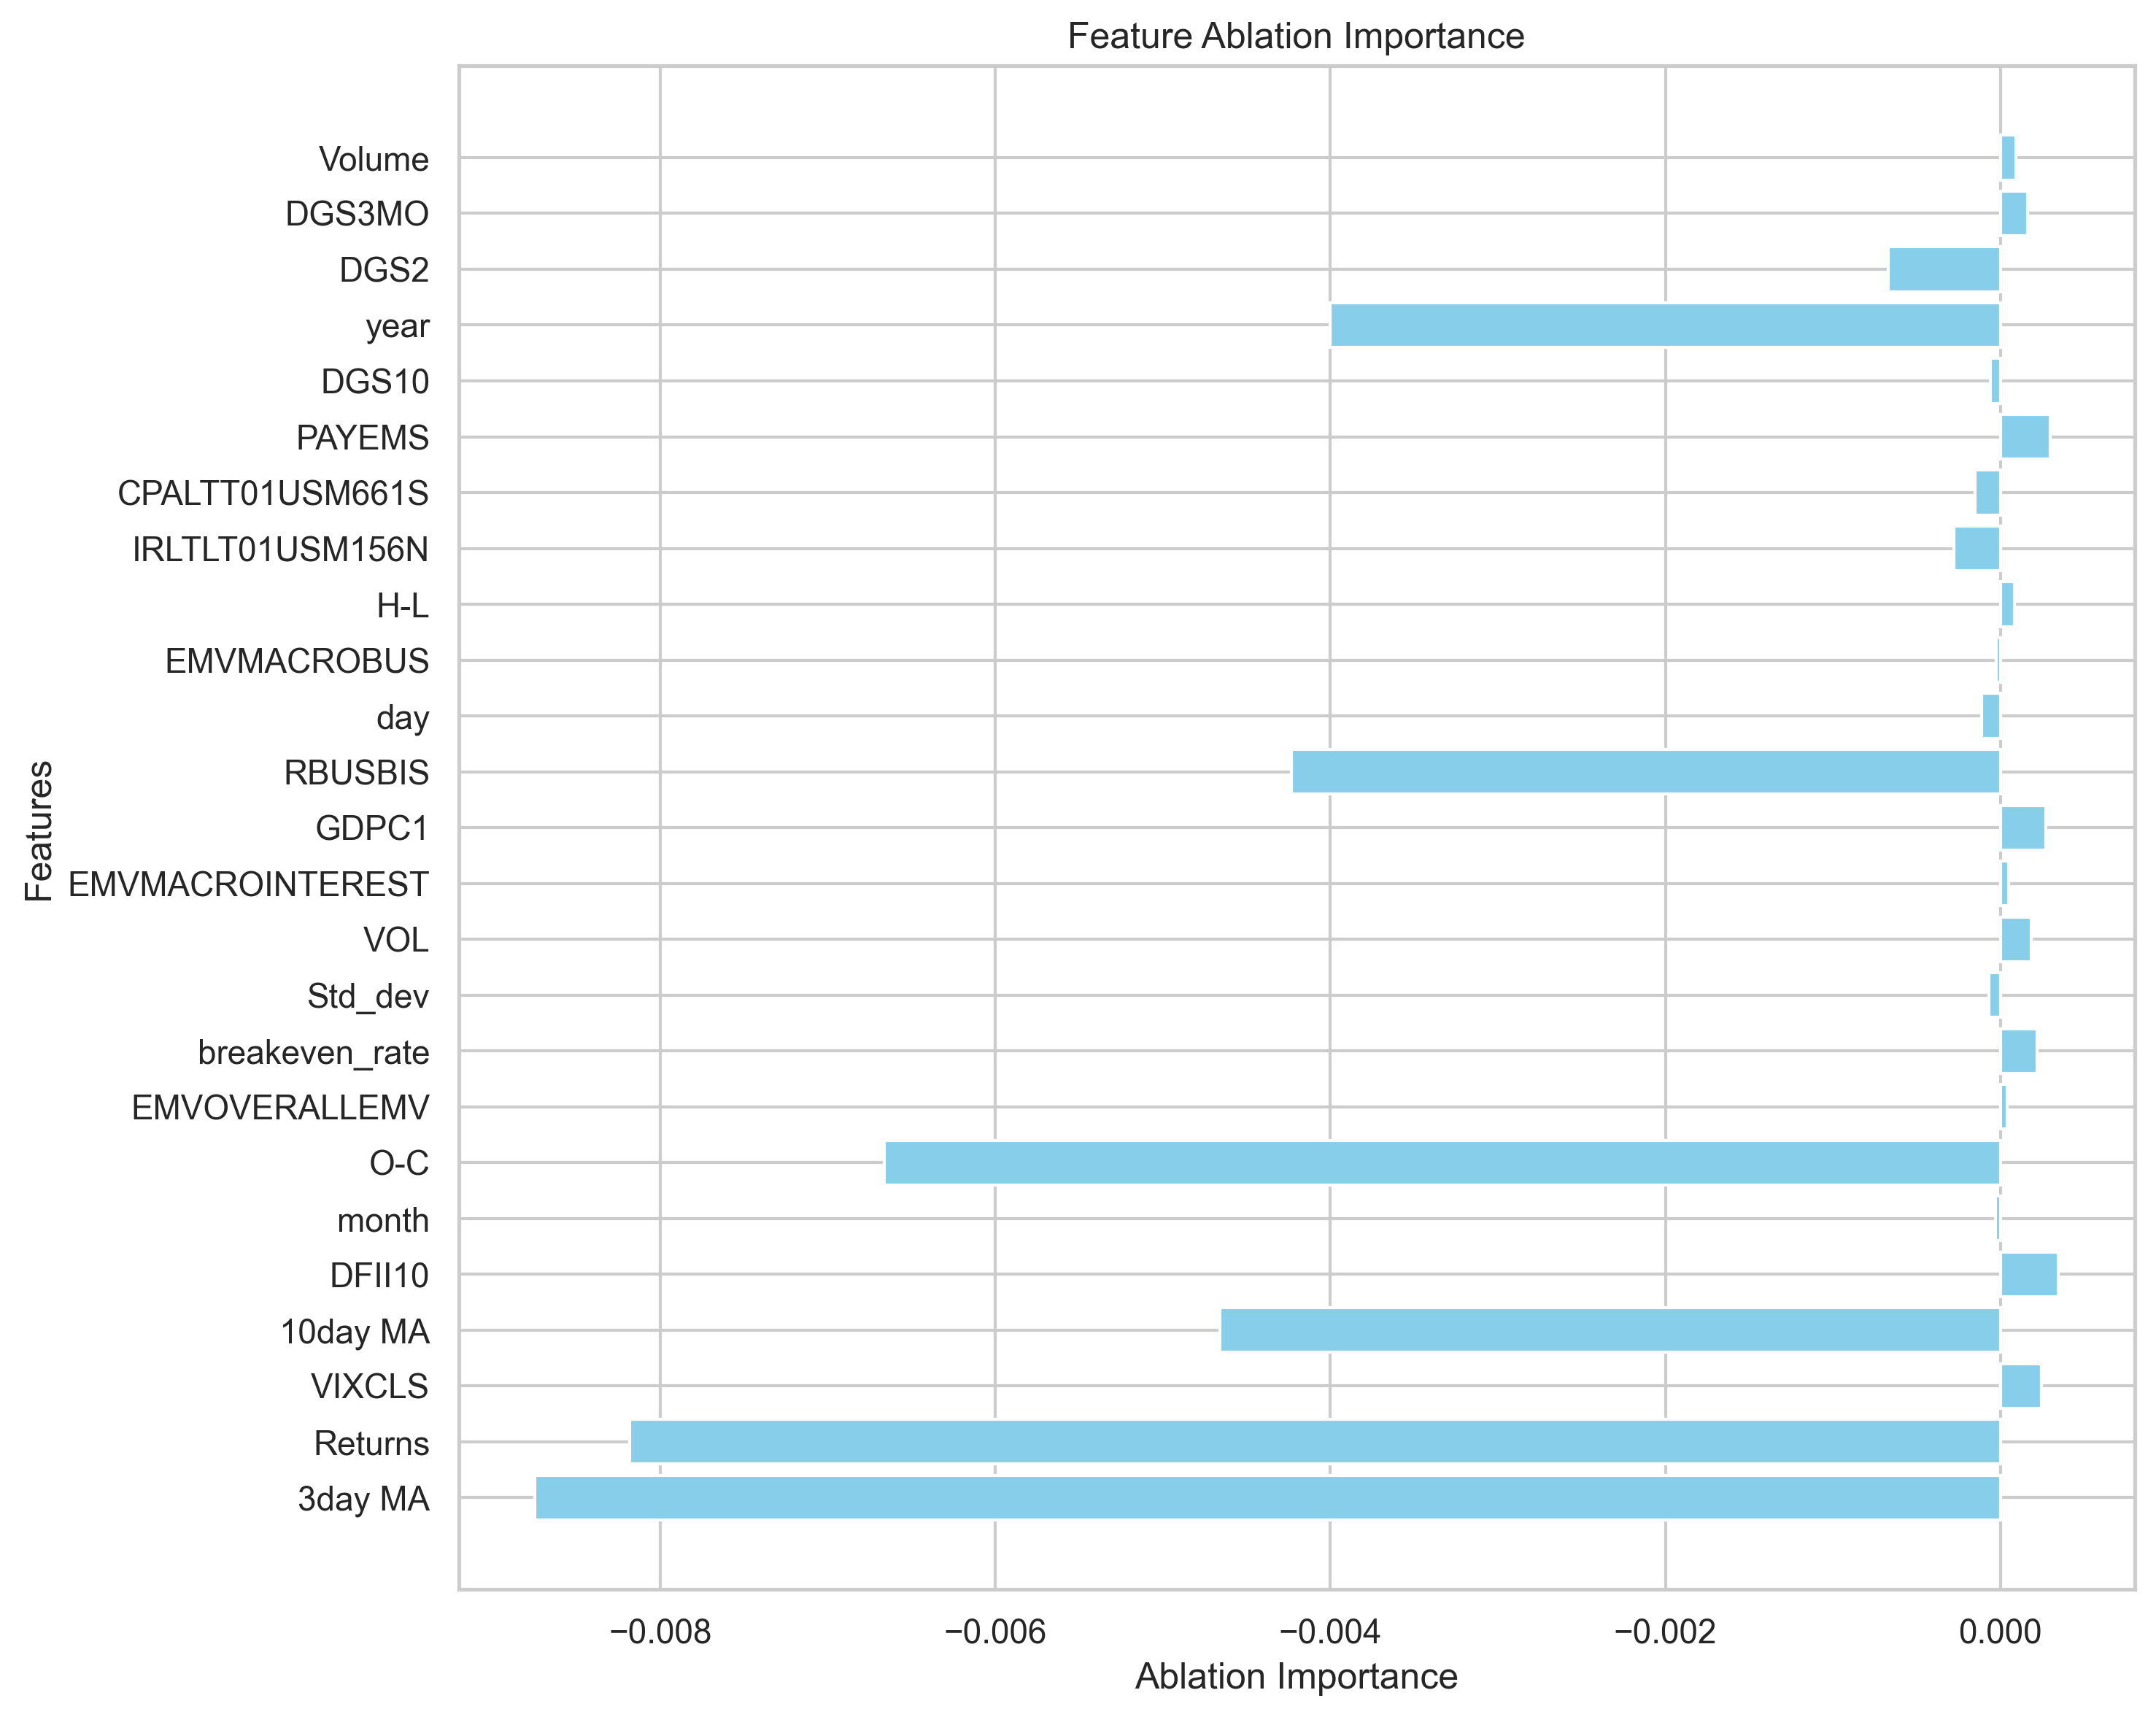 Feature Ablation Importance
Volume
DGS3MO
DGS2
year
DGS10
PAYEMS
CPALTT01USM661S
IRLTLT01USM156N
H-L
EMVMACROBUS
day
RBUSBIS
GDPC1
EMVMACROINTEREST
VOL
Std_dev
breakeven_rate
EMVOVERALLEMV
O-C
month
DFII10
10day MA
VIXCLS
Returns
3day MA
Features
−0.008
−0.006
−0.004
−0.002
0.000
Ablation Importance